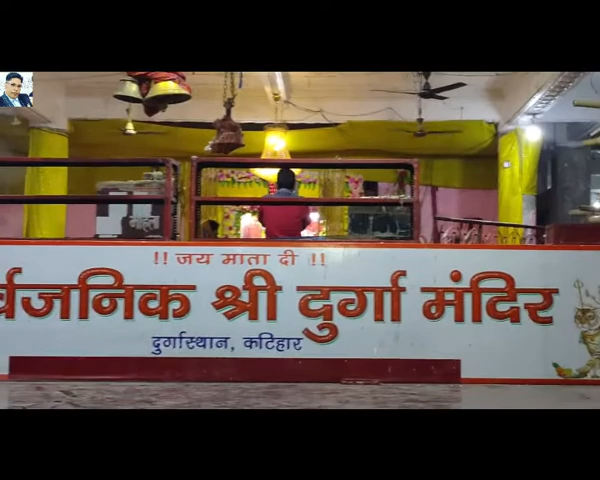 !! जय माता दी !!
र्वजनिक श्री दुर्गा मंदिर
दुर्गास्थान, कटिहार